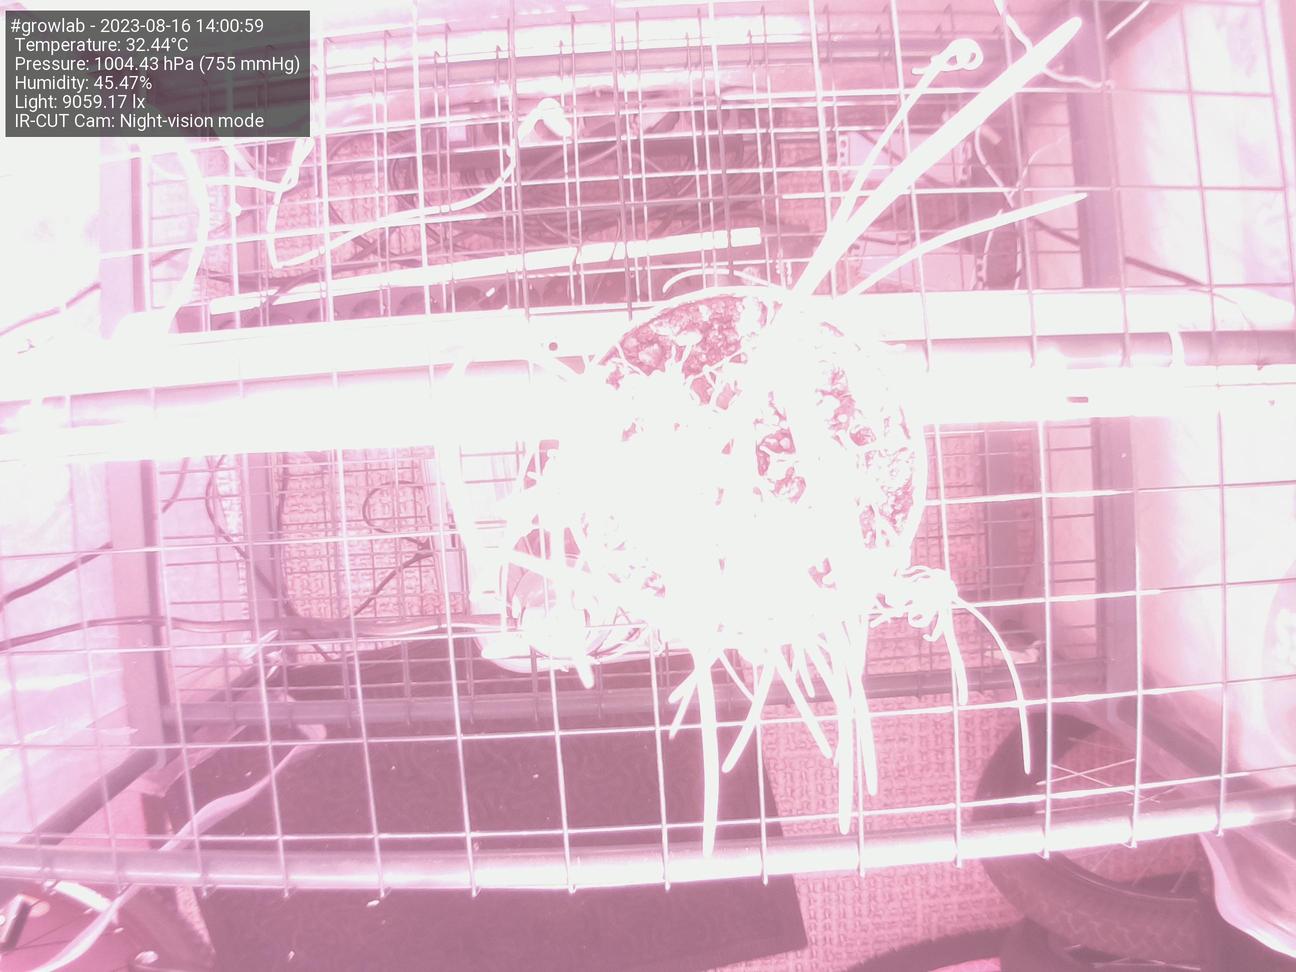 #growlab - 2023-08-16 14:00:59
Temperature: 32.44°C
Pressure: 1004.43 hPa (755 mmHg)
Humidity: 45.47%
Light: 9059.17 lx
IR-CUT Cam: Night-vision mode